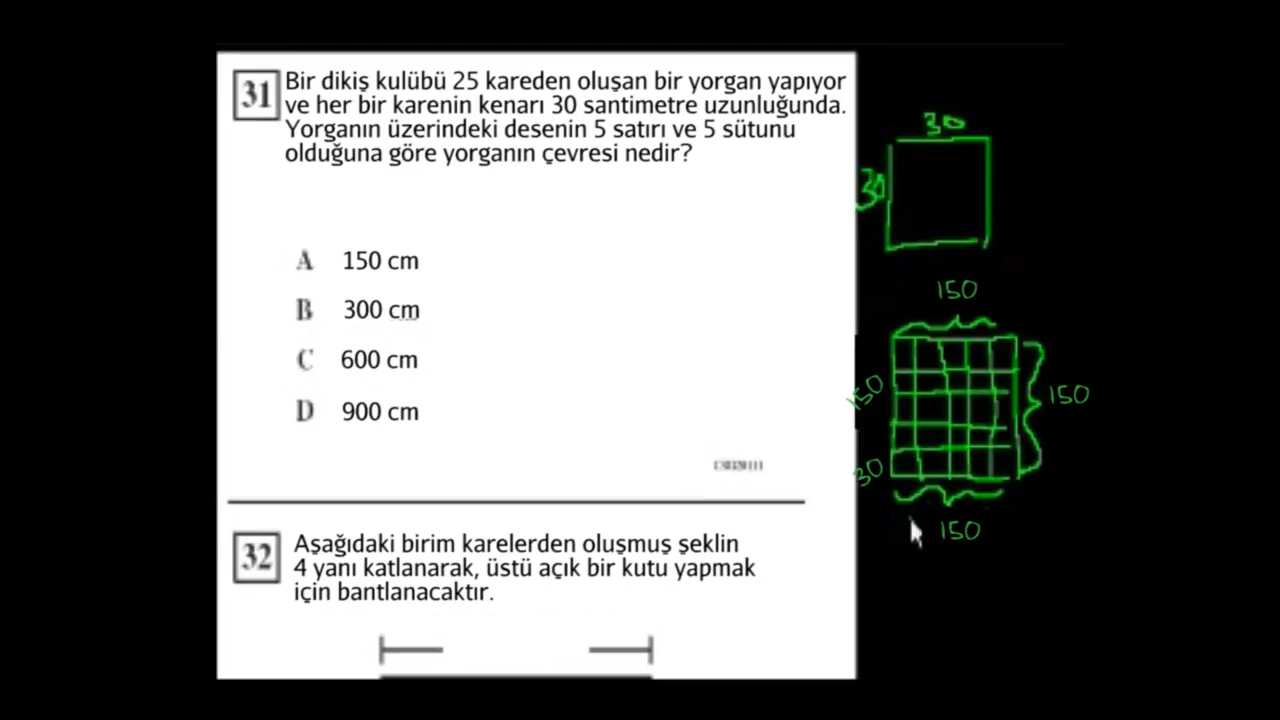 31
Bir dikiş kulübü 25 kareden oluşan bir yorgan yapıyor
ve her bir karenin kenarı 30 santimetre uzunluğunda.
Yorganın üzerindeki desenin 5 satırı ve 5 sütunu
olduğuna göre yorganın çevresi nedir?
A 150 cm
B 300 cm
C 600 cm
D 900 cm
32
Aşağıdaki birim karelerden oluşmuş şeklin
4 yanı katlanarak, üstü açık bir kutu yapmak
için bantlanacaktır.
30
30
150
150
150
30
150